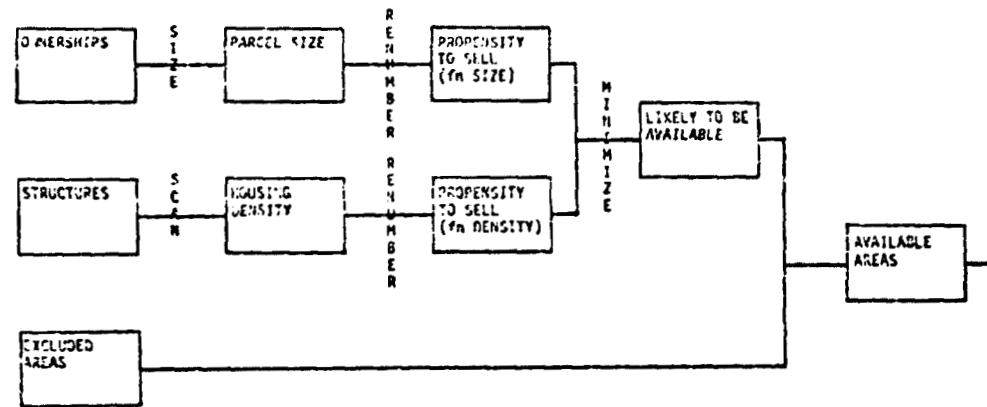 OWNERSHIPS
SIZE
PARCEL SIZE
RENUMBER
PROPENSITY
TO SELL
(fn SIZE)
MINIMIZE
LIKELY TO BE
AVAILABLE
STRUCTURES
SCAN
HOUSING
DENSITY
RENUMBER
PROPENSITY
TO SELL
(fn DENSITY)
AVAILABLE
AREAS
EXCLUDED
AREAS